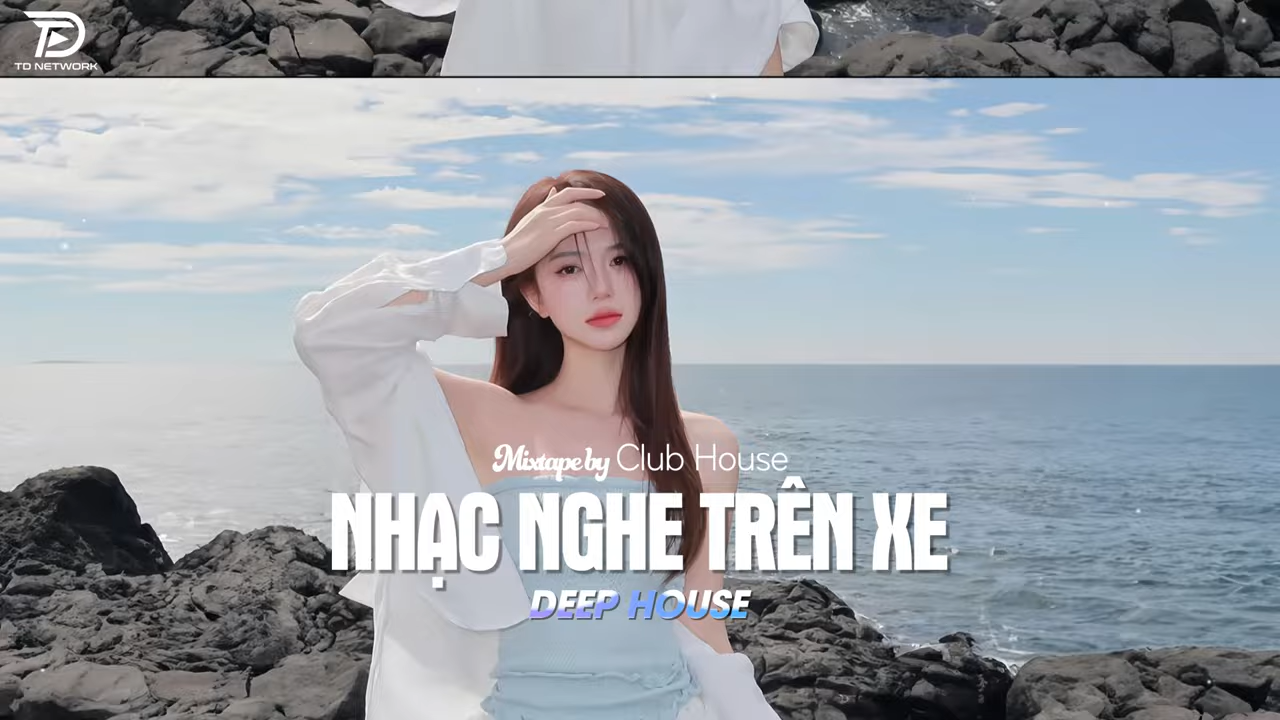 TD NETWORK
Mixtape by Club House
NHẠC NGHE TRÊN XE
DEEP HOUSE